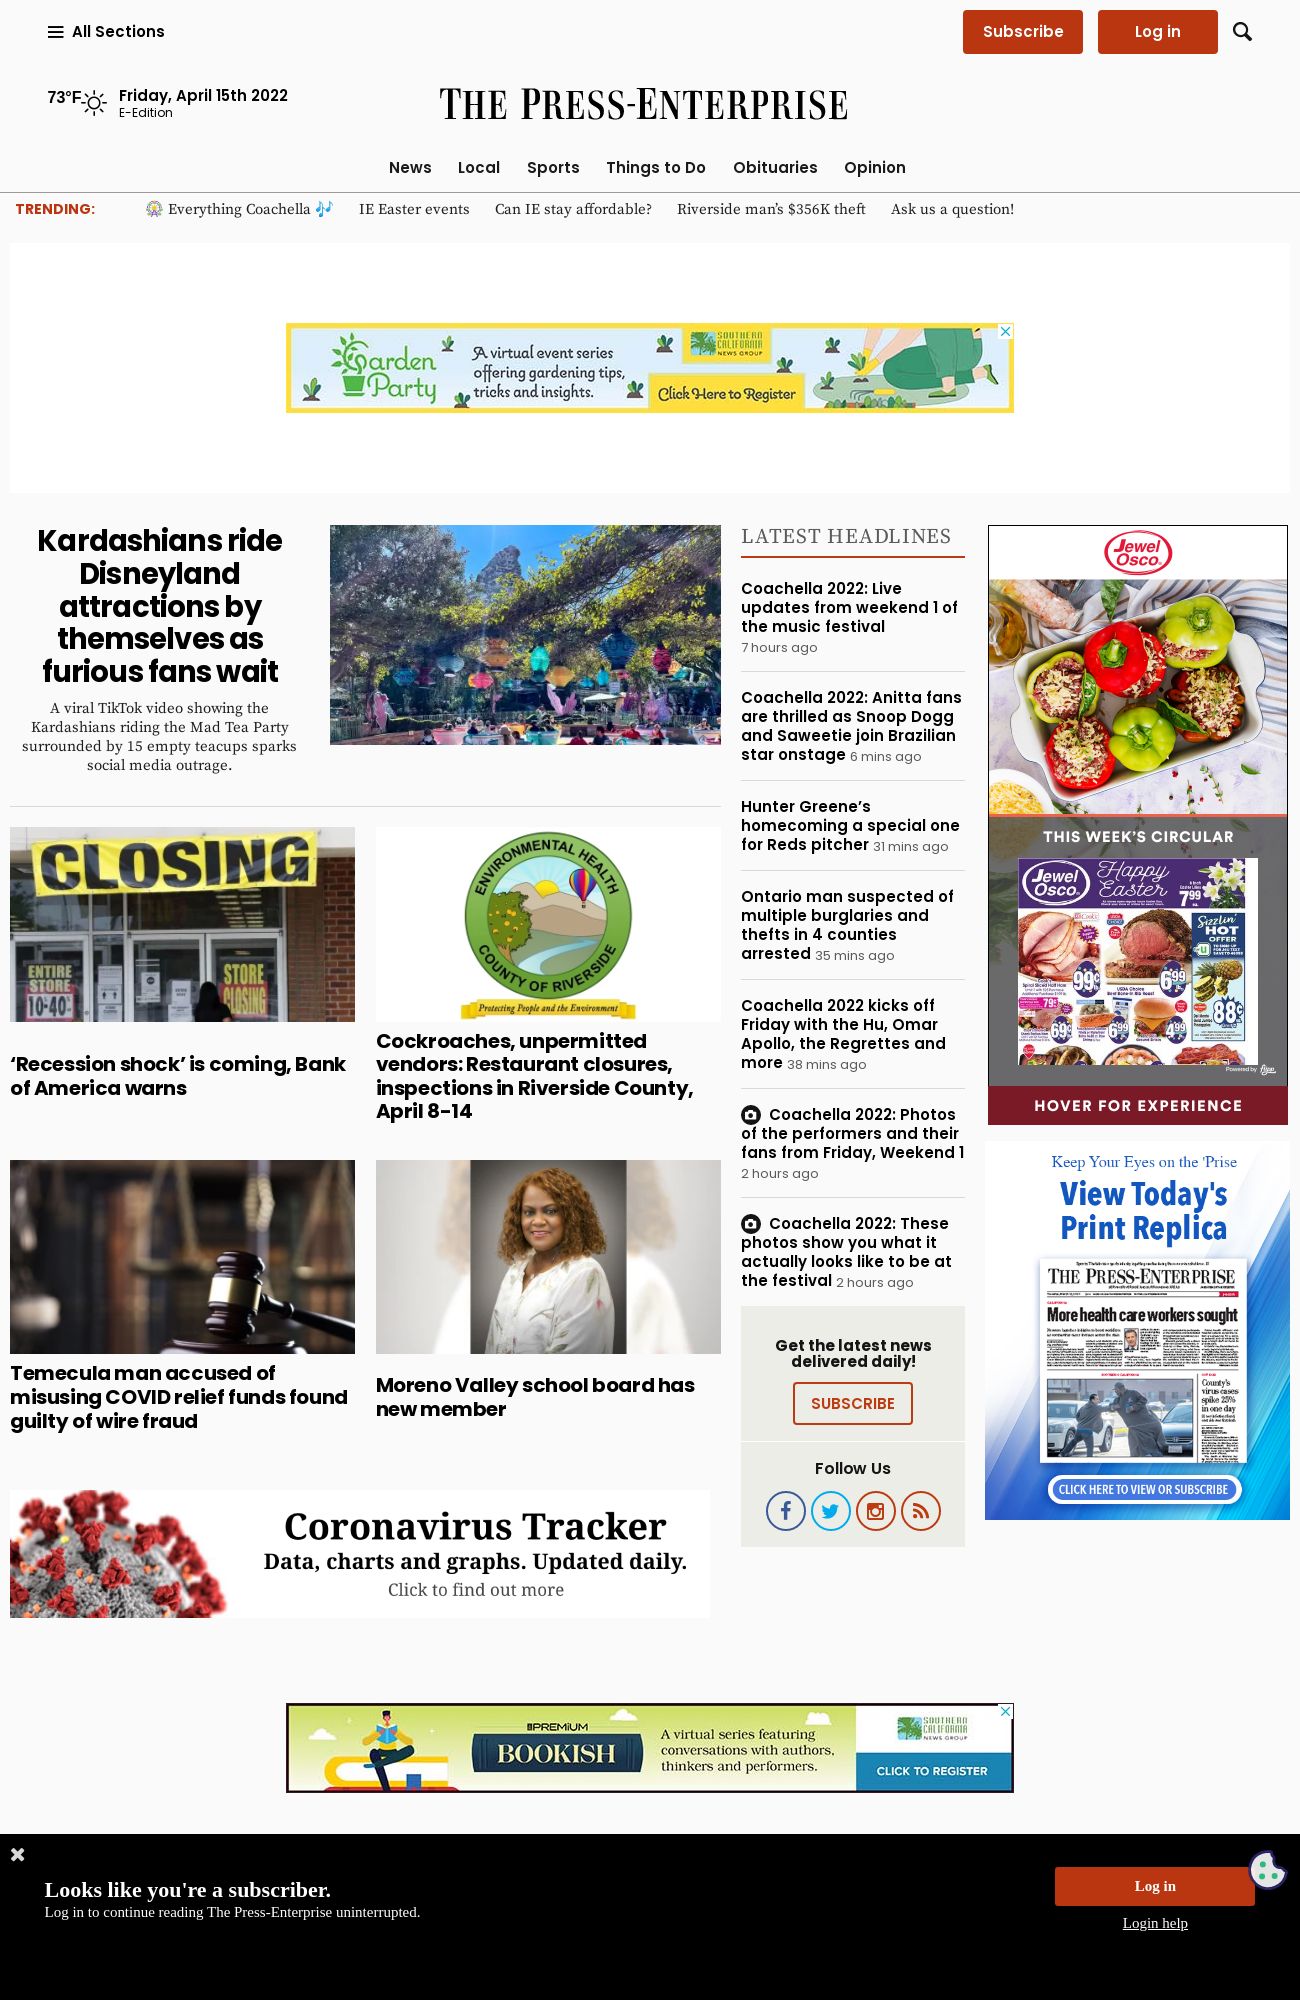 All Sections
Subscribe
Log in
73°F
Friday, April 15th 2022
E-Edition
THE PRESS-ENTERPRISE
News
Local
Sports
Things to Do
Obituaries
Opinion
TRENDING:
🎡 Everything Coachella 🎶
IE Easter events
Can IE stay affordable?
Riverside man’s $356K theft
Ask us a question!
Garden
Party
A virtual event series
offering gardening tips,
tricks and insights.
SOUTHERN
CALIFORNIA
NEWS GROUP
Click Here to Register
Kardashians ride
Disneyland
attractions by
themselves as
furious fans wait
A viral TikTok video showing the
Kardashians riding the Mad Tea Party
surrounded by 15 empty teacups sparks
social media outrage.
CLOSING
ENTIRE
STORE
10-40%
STORE
CLOSING
‘Recession shock’ is coming, Bank
of America warns
ENVIRONMENTAL HEALTH
COUNTY OF RIVERSIDE
Protecting People and the Environment
Cockroaches, unpermitted
vendors: Restaurant closures,
inspections in Riverside County,
April 8-14
Temecula man accused of
misusing COVID relief funds found
guilty of wire fraud
Moreno Valley school board has
new member
Coronavirus Tracker
Data, charts and graphs. Updated daily.
Click to find out more
LATEST HEADLINES
Coachella 2022: Live
updates from weekend 1 of
the music festival
7 hours ago
Coachella 2022: Anitta fans
are thrilled as Snoop Dogg
and Saweetie join Brazilian
star onstage 6 mins ago
Hunter Greene’s
homecoming a special one
for Reds pitcher 31 mins ago
Ontario man suspected of
multiple burglaries and
thefts in 4 counties
arrested 35 mins ago
Coachella 2022 kicks off
Friday with the Hu, Omar
Apollo, the Regrettes and
more 38 mins ago
Coachella 2022: Photos
of the performers and their
fans from Friday, Weekend 1
2 hours ago
Coachella 2022: These
photos show you what it
actually looks like to be at
the festival 2 hours ago
Get the latest news
delivered daily!
SUBSCRIBE
Follow Us
Jewel
Osco
THIS WEEK'S CIRCULAR
Jewel
Osco
Happy
Easter
7.99
Sizzlin'
HOT
OFFER
99¢
6.99
79¢
88¢
69¢
4.99
Powered by flipp
HOVER FOR EXPERIENCE
Keep Your Eyes on the 'Prise
View Today's
Print Replica
THE PRESS-ENTERPRISE
More health care workers sought
County's
virus cases
spike 25%
in one day
CLICK HERE TO VIEW OR SUBSCRIBE
PREMIUM
BOOKISH
A virtual series featuring
conversations with authors,
thinkers and performers.
SOUTHERN
CALIFORNIA
NEWS GROUP
CLICK TO REGISTER
Looks like you're a subscriber.
Log in to continue reading The Press-Enterprise uninterrupted.
Log in
Login help